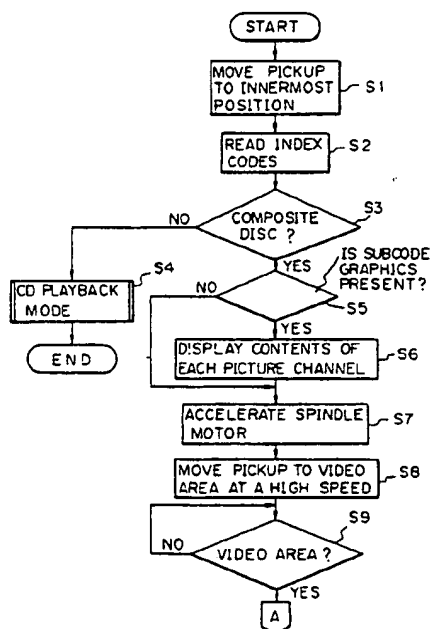 START
MOVE PICKUP
TO INNERMOST
POSITION
S1
READ INDEX
CODES
S2
COMPOSITE
DISC ?
S3
NO
YES
CD PLAYBACK
MODE
S4
END
IS SUBCODE
GRAPHICS
PRESENT ?
S5
NO
YES
DISPLAY CONTENTS OF
EACH PICTURE CHANNEL
S6
ACCELERATE SPINDLE
MOTOR
S7
MOVE PICKUP TO VIDEO
AREA AT A HIGH SPEED
S8
VIDEO AREA ?
S9
NO
YES
A